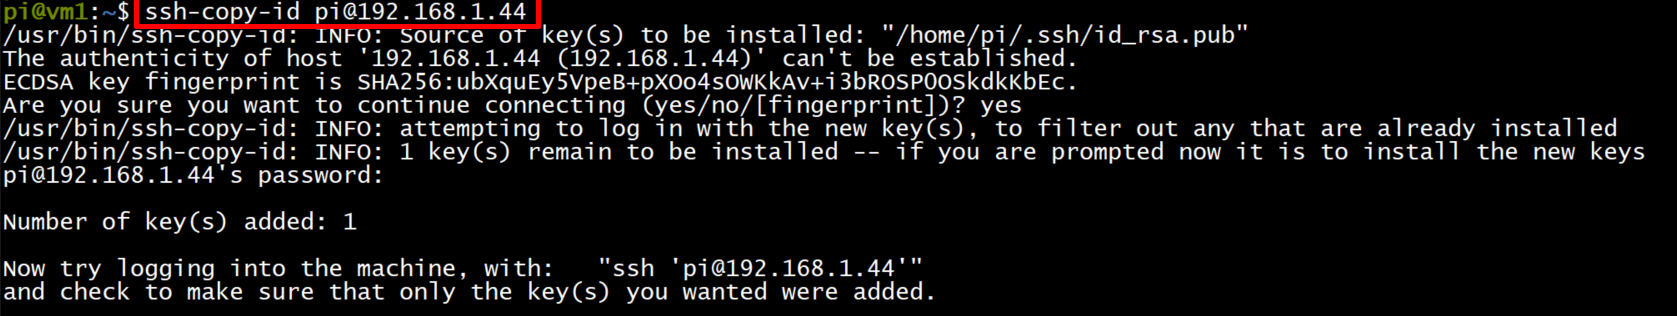 pi@vm1:~$ ssh-copy-id pi@192.168.1.44
/usr/bin/ssh-copy-id: INFO: Source of key(s) to be installed: "/home/pi/.ssh/id_rsa.pub"
The authenticity of host '192.168.1.44 (192.168.1.44)' can't be established.
ECDSA key fingerprint is SHA256:ubXquEy5VpeB+pXOo4sOWKkAv+i3bROSPOOSkdkKbEc.
Are you sure you want to continue connecting (yes/no/[fingerprint])? yes
/usr/bin/ssh-copy-id: INFO: attempting to log in with the new key(s), to filter out any that are already installed
/usr/bin/ssh-copy-id: INFO: 1 key(s) remain to be installed -- if you are prompted now it is to install the new keys
pi@192.168.1.44's password:
Number of key(s) added: 1
Now try logging into the machine, with:   "ssh 'pi@192.168.1.44'"
and check to make sure that only the key(s) you wanted were added.